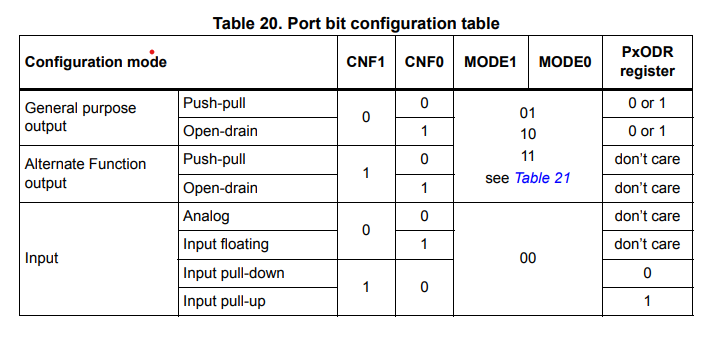 Table 20. Port bit configuration table
Configuration mode CNF1 CNF0 MODE1 MODE0 PxODR register
General purpose output Push-pull 0 0 01 10 11 see Table 21 0 or 1
Open-drain 1 0 or 1
Alternate Function output Push-pull 1 0 don't care
Open-drain 1 don't care
Input Analog 0 0 00 don't care
Input floating 1 don't care
Input pull-down 1 0 0
Input pull-up 1